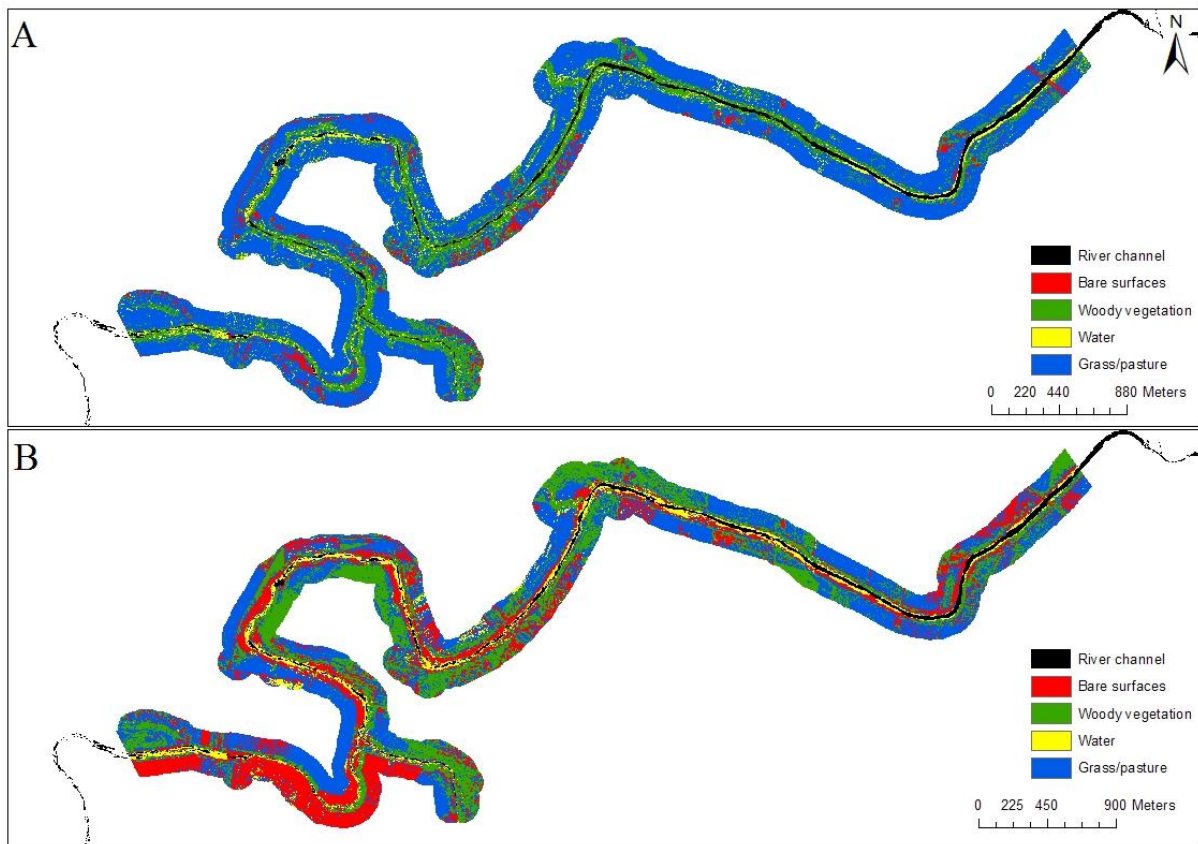 A
N
River channel
Bare surfaces
Woody vegetation
Water
Grass/pasture
0 220 440 880 Meters
B
River channel
Bare surfaces
Woody vegetation
Water
Grass/pasture
0 225 450 900 Meters